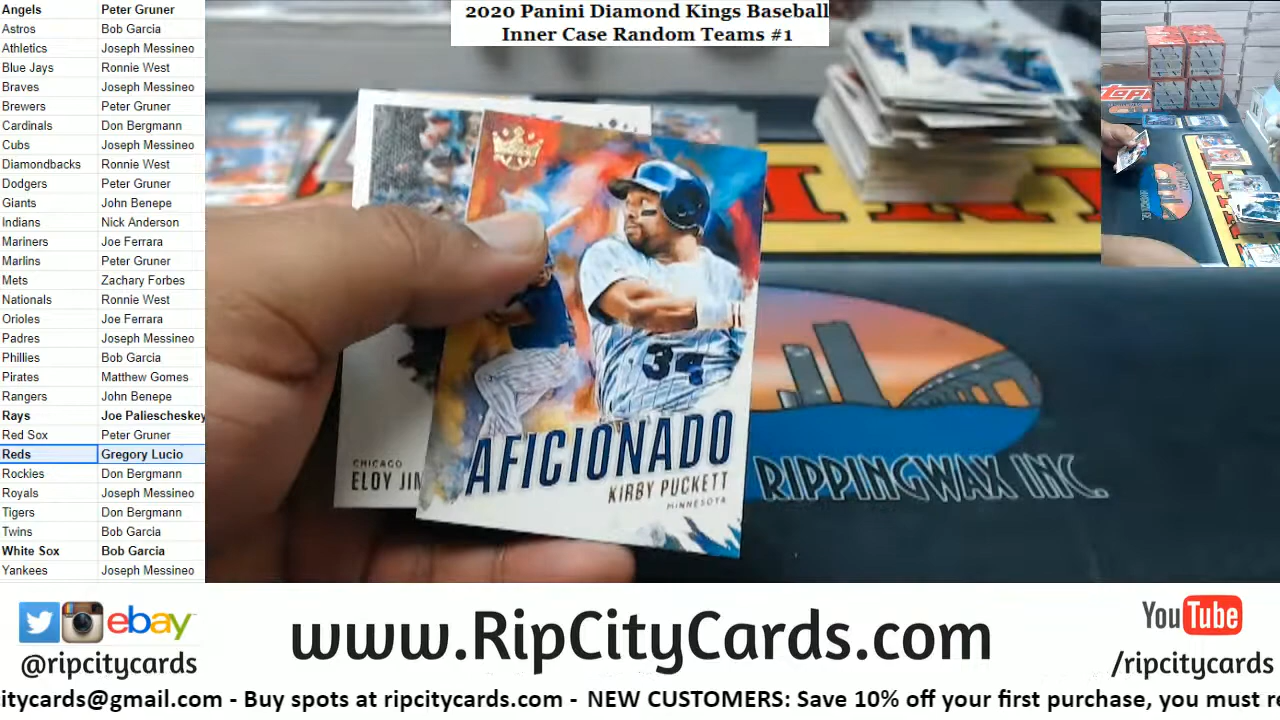 2020 Panini Diamond Kings Baseball
Inner Case Random Teams #1
Angels Peter Gruner
Astros Bob Garcia
Athletics Joseph Messineo
Blue Jays Ronnie West
Braves Joseph Messineo
Brewers Peter Gruner
Cardinals Don Bergmann
Cubs Joseph Messineo
Diamondbacks Ronnie West
Dodgers Peter Gruner
Giants John Benepe
Indians Nick Anderson
Mariners Joe Ferrara
Marlins Peter Gruner
Mets Zachary Forbes
Nationals Ronnie West
Orioles Joe Ferrara
Padres Joseph Messineo
Phillies Bob Garcia
Pirates Matthew Gomes
Rangers John Benepe
Rays Joe Paliescheskey
Red Sox Peter Gruner
Reds Gregory Lucio
Rockies Don Bergmann
Royals Joseph Messineo
Tigers Don Bergmann
Twins Bob Garcia
White Sox Bob Garcia
Yankees Joseph Messineo
34
AFICIONADO
KIRBY PUCKETT
MINNESOTA
CHICAGO
ELOY JIM
RIPPINGWAX INC.
TOPPS
ebay
@ripcitycards
www.RipCityCards.com
YouTube
/ripcitycards
citycards@gmail.com - Buy spots at ripcitycards.com - NEW CUSTOMERS: Save 10% off your first purchase, you must re